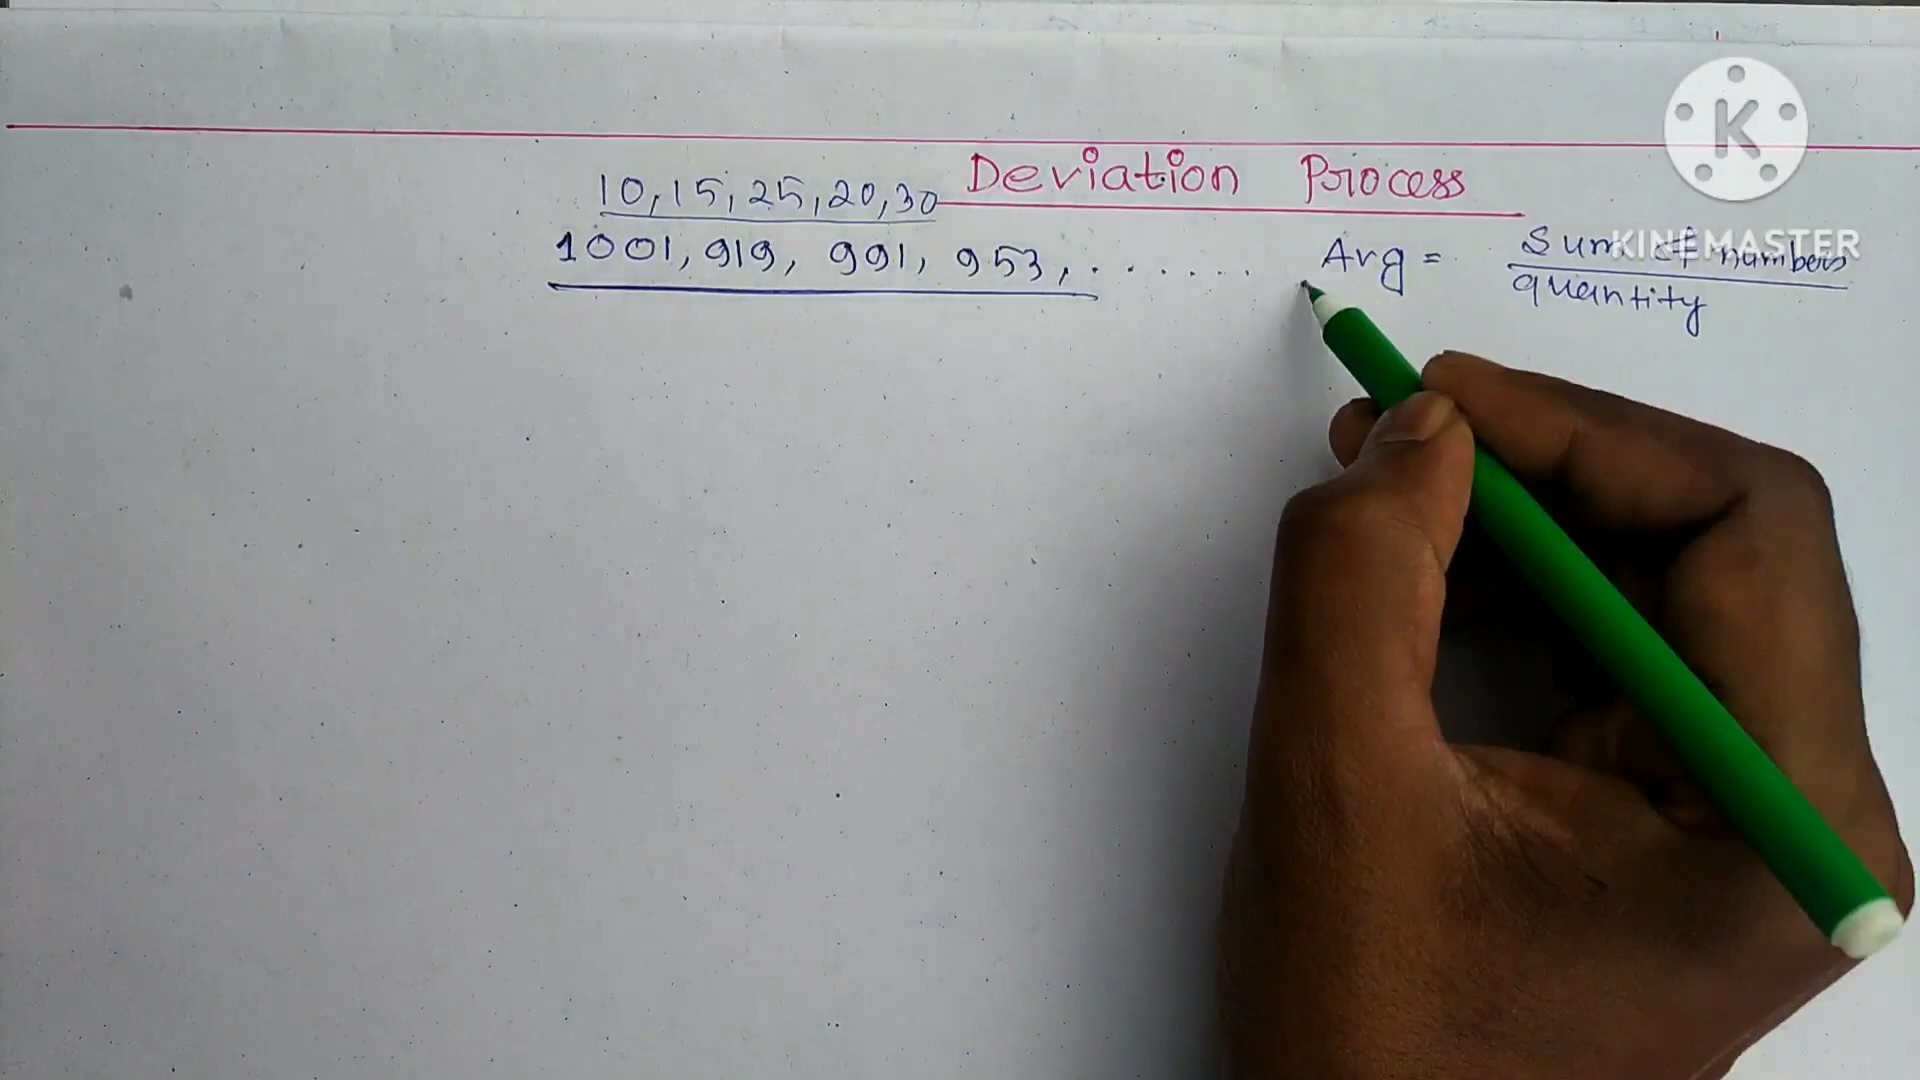 Deviation Process
10, 15, 25, 20, 30
1001, 919, 991, 953, . . . . . . .
Avg = Sum of numbers
quantity
K
KINEMASTER